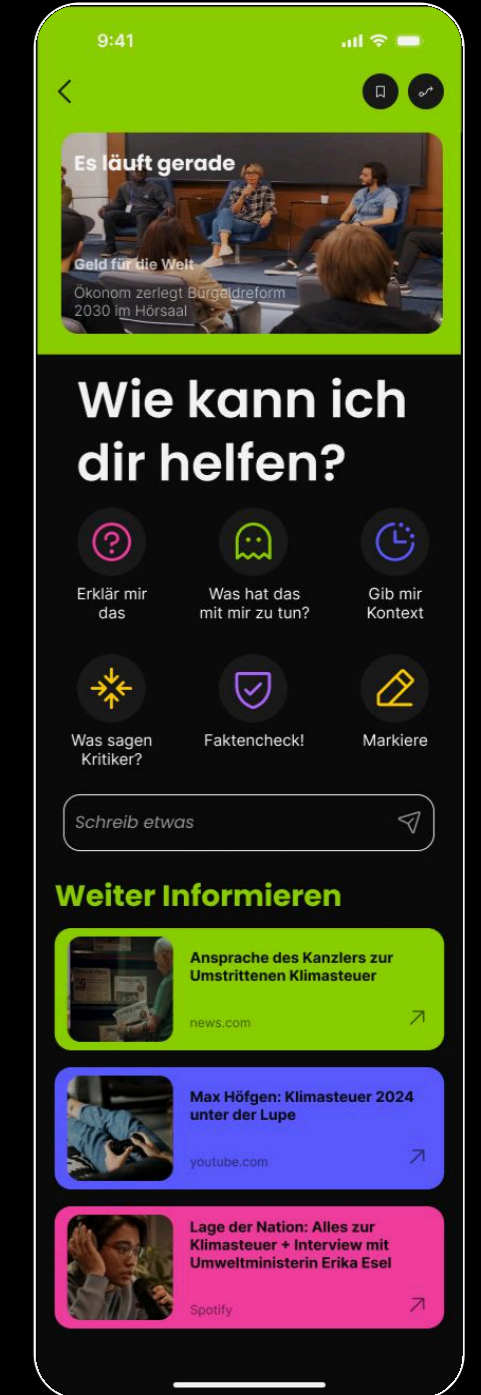 9:41
Es läuft gerade
Geld für die Welt
Ökonom zerlegt Bürgeldreform
2030 im Hörsaal
Wie kann ich
dir helfen?
Erklär mir
das
Was hat das
mit mir zu tun?
Gib mir
Kontext
Was sagen
Kritiker?
Faktencheck!
Markiere
Schreib etwas
Weiter Informieren
Ansprache des Kanzlers zur
Umstrittenen Klimasteuer
news.com
Max Höfgen: Klimasteuer 2024
unter der Lupe
youtube.com
Lage der Nation: Alles zur
Klimasteuer + Interview mit
Umweltministerin Erika Esel
Spotify